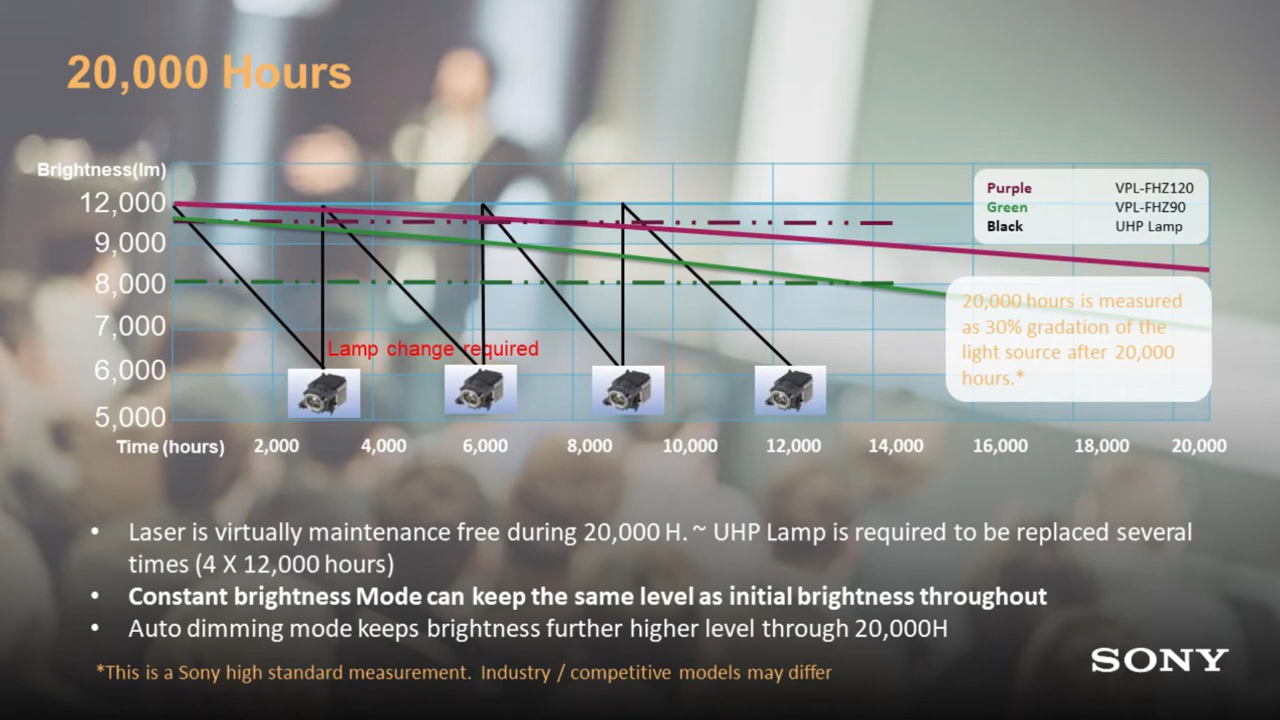 20,000 Hours
Brightness(lm)
12,000
9,000
8,000
7,000
6,000
5,000
Purple VPL-FHZ120
Green VPL-FHZ90
Black UHP Lamp
20,000 hours is measured
as 30% gradation of the
light source after 20,000
hours.*
Lamp change required
Time (hours) 2,000 4,000 6,000 8,000 10,000 12,000 14,000 16,000 18,000 20,000
• Laser is virtually maintenance free during 20,000 H. ~ UHP Lamp is required to be replaced several
times (4 X 12,000 hours)
• Constant brightness Mode can keep the same level as initial brightness throughout
• Auto dimming mode keeps brightness further higher level through 20,000H
*This is a Sony high standard measurement. Industry / competitive models may differ
SONY